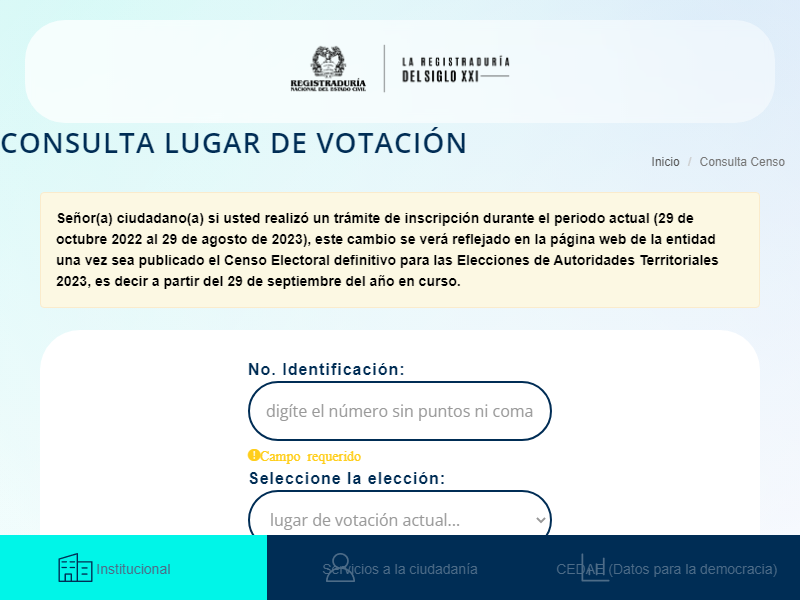 REGISTRADURÍA
NACIONAL DEL ESTADO CIVIL
LA REGISTRADURÍA
DEL SIGLO XXI
CONSULTA LUGAR DE VOTACIÓN
Inicio / Consulta Censo
Señor(a) ciudadano(a) si usted realizó un trámite de inscripción durante el periodo actual (29 de
octubre 2022 al 29 de agosto de 2023), este cambio se verá reflejado en la página web de la entidad
una vez sea publicado el Censo Electoral definitivo para las Elecciones de Autoridades Territoriales
2023, es decir a partir del 29 de septiembre del año en curso.
No. Identificación:
digíte el número sin puntos ni coma
Campo requerido
Seleccione la elección:
lugar de votación actual...
Institucional
Servicios a la ciudadanía
CEDAE (Datos para la democracia)